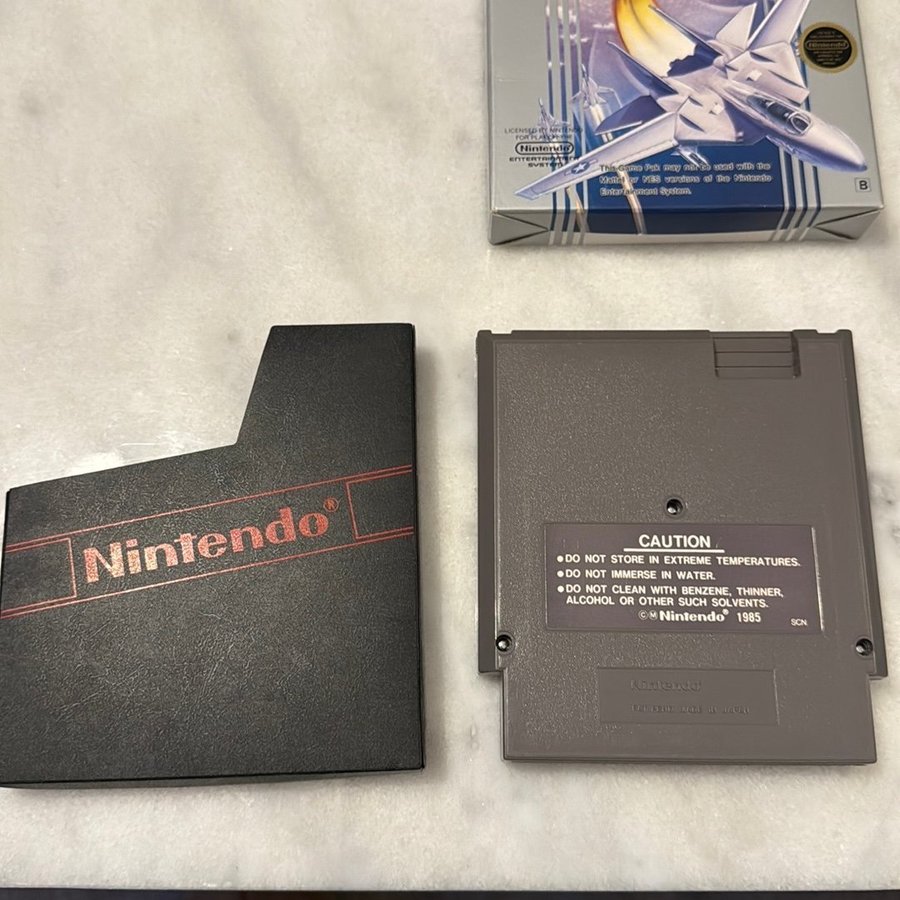 Nintendo
LICENSED BY NINTENDO
FOR PLAY ON THE
Nintendo
ENTERTAINMENT
SYSTEM
This Game Pak may not be used with the
Mattel or NES versions of the Nintendo
Entertainment System.
B
Nintendo®
CAUTION
●DO NOT STORE IN EXTREME TEMPERATURES.
●DO NOT IMMERSE IN WATER.
●DO NOT CLEAN WITH BENZENE, THINNER,
ALCOHOL OR OTHER SUCH SOLVENTS.
©M Nintendo® 1985
SCN
Nintendo